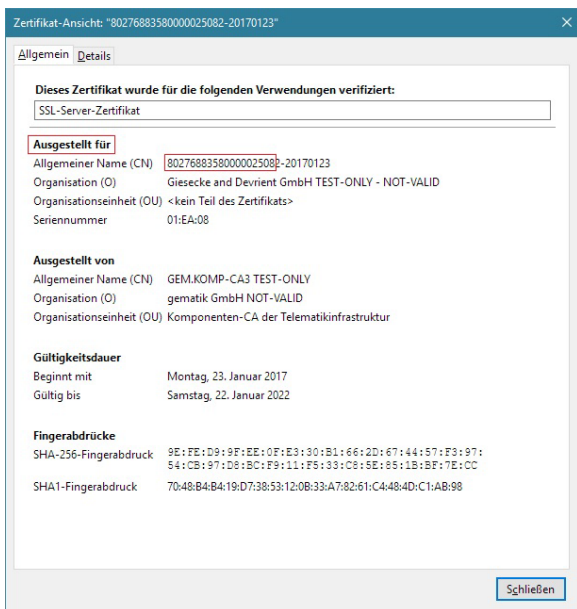 Zertifikat-Ansicht: "80276883580000025082-20170123"
Allgemein Details
Dieses Zertifikat wurde für die folgenden Verwendungen verifiziert:
SSL-Server-Zertifikat
Ausgestellt für
Allgemeiner Name (CN) 80276883580000025082-20170123
Organisation (O) Giesecke and Devrient GmbH TEST-ONLY - NOT-VALID
Organisationseinheit (OU) <kein Teil des Zertifikats>
Seriennummer 01:EA:08
Ausgestellt von
Allgemeiner Name (CN) GEM.KOMP-CA3 TEST-ONLY
Organisation (O) gematik GmbH NOT-VALID
Organisationseinheit (OU) Komponenten-CA der Telematikinfrastruktur
Gültigkeitsdauer
Beginnt mit Montag, 23. Januar 2017
Gültig bis Samstag, 22. Januar 2022
Fingerabdrücke
SHA-256-Fingerabdruck 9E:FE:D9:9F:EE:0F:E3:30:B1:66:2D:67:44:57:F3:97:
54:CB:97:D8:BC:F9:11:F5:33:C8:5E:85:1B:BF:7E:CC
SHA1-Fingerabdruck 70:48:B4:B4:19:D7:38:53:12:0B:33:A7:82:61:C4:48:4D:C1:AB:98
Schließen